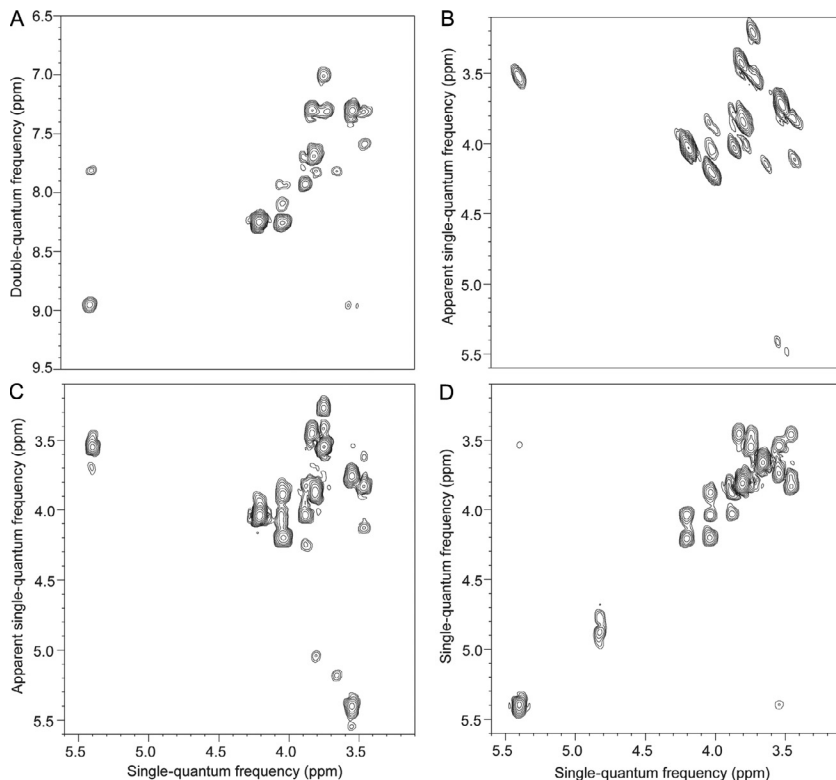 A
6.5
7.0
7.5
8.0
8.5
9.0
9.5
Double-quantum frequency (ppm)
B
3.5
4.0
4.5
5.0
5.5
Apparent single-quantum frequency (ppm)
C
3.5
4.0
4.5
5.0
5.5
Apparent single-quantum frequency (ppm)
5.5 5.0 4.0 3.5
Single-quantum frequency (ppm)
D
3.5
4.0
4.5
5.0
5.5
Single-quantum frequency (ppm)
5.5 5.0 4.0 3.5
Single-quantum frequency (ppm)